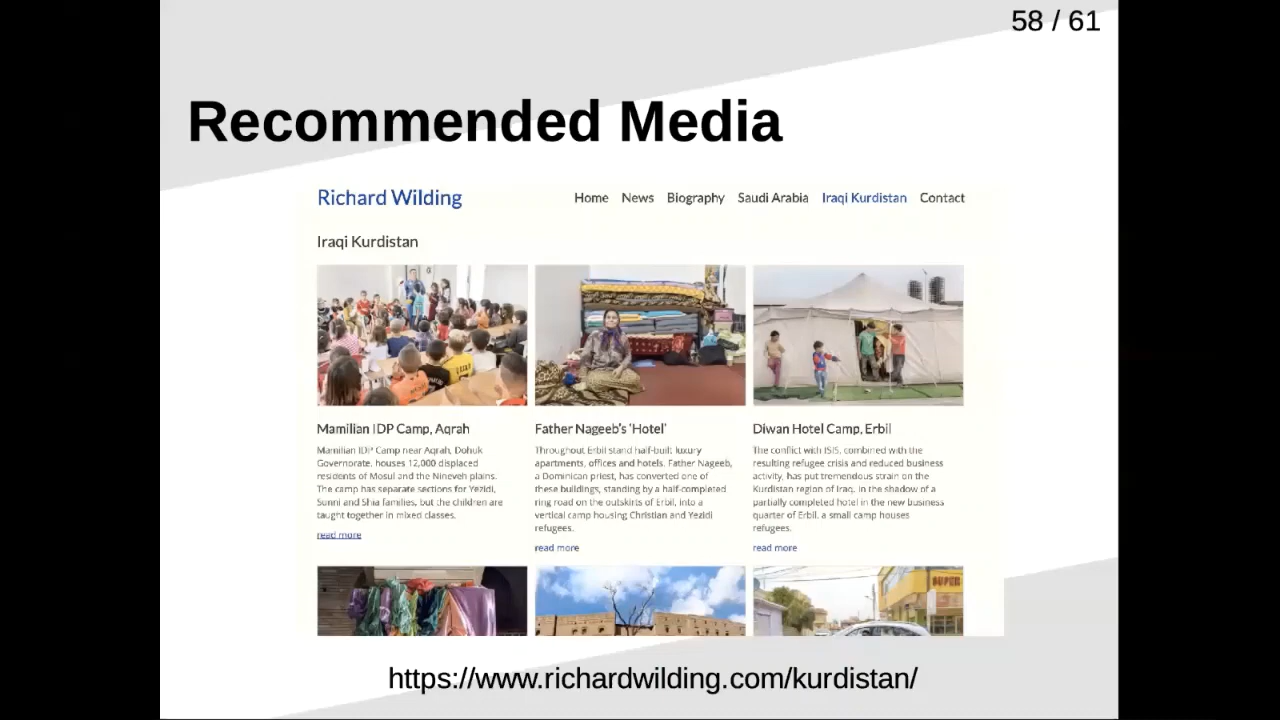 58 / 61
Recommended Media
Richard Wilding
Home News Biography Saudi Arabia Iraqi Kurdistan Contact
Iraqi Kurdistan
Mamilian IDP Camp, Aqrah
Mamilian IDP Camp near Aqrah, Dohuk
Governorate, houses 12,000 displaced
residents of Mosul and the Nineveh plains.
The camp has separate sections for Yezidi,
Sunni and Shia families, but the children are
taught together in mixed classes.
read more
Father Nageeb's ‘Hotel’
Throughout Erbil stand half-built luxury
apartments, offices and hotels. Father Nageeb,
a Dominican priest, has converted one of
these buildings, standing by a half-completed
ring road on the outskirts of Erbil, into a
vertical camp housing Christian and Yezidi
refugees.
read more
Diwan Hotel Camp, Erbil
The conflict with ISIS, combined with the
resulting refugee crisis and reduced business
activity, has put tremendous strain on the
Kurdistan region of Iraq. In the shadow of a
partially completed hotel in the new business
quarter of Erbil, a small camp houses
refugees.
read more
SUPER
https://www.richardwilding.com/kurdistan/